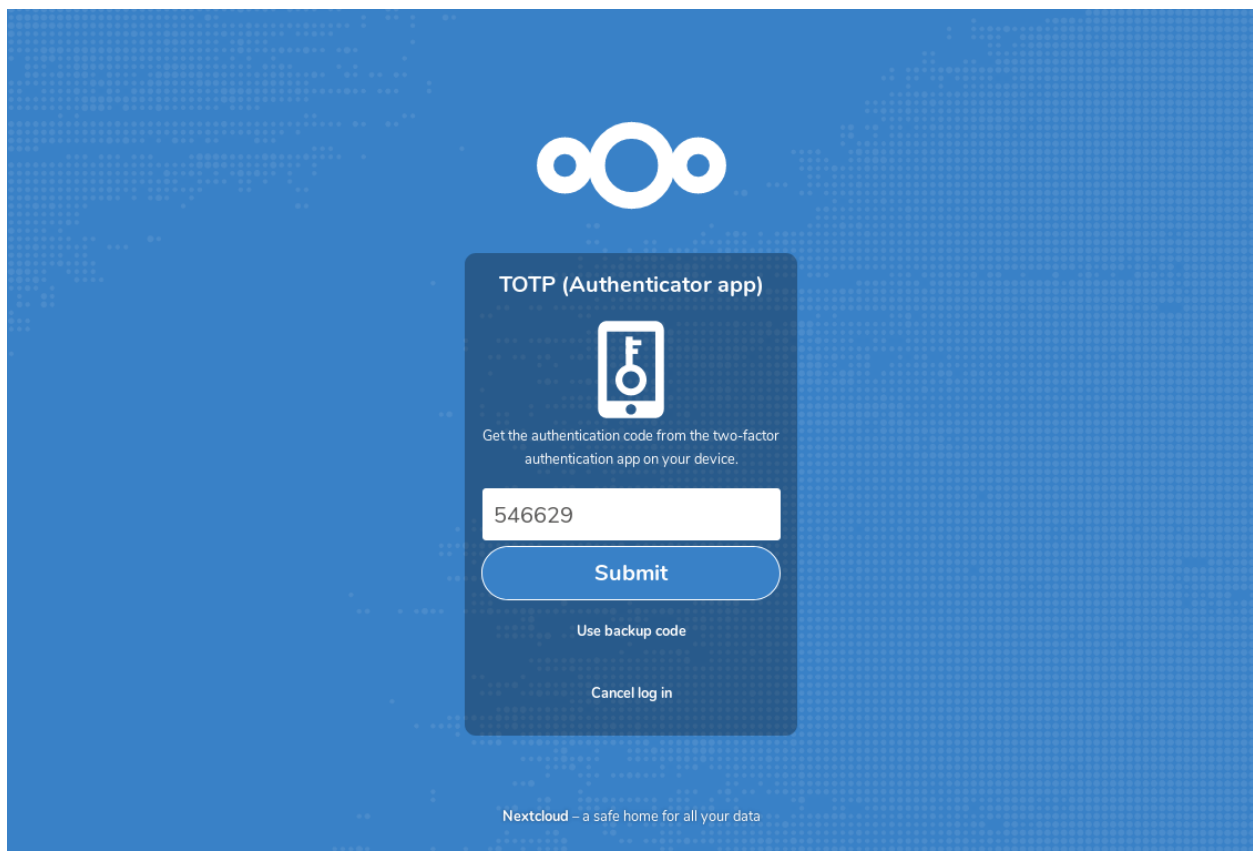 TOTP (Authenticator app)
Get the authentication code from the two-factor
authentication app on your device.
546629
Submit
Use backup code
Cancel log in
Nextcloud – a safe home for all your data